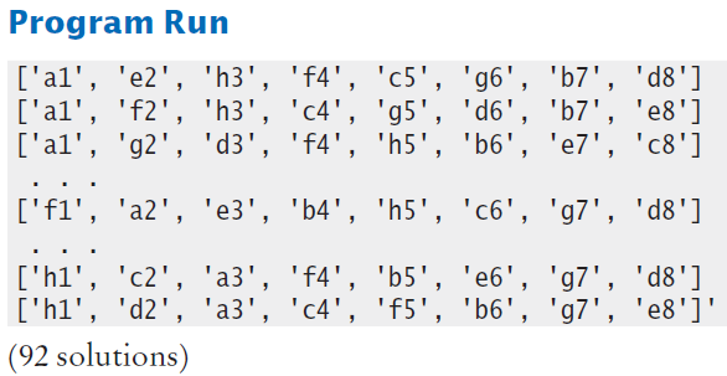 Program Run
['a1', 'e2', 'h3', 'f4', 'c5', 'g6', 'b7', 'd8']
['a1', 'f2', 'h3', 'c4', 'g5', 'd6', 'b7', 'e8']
['a1', 'g2', 'd3', 'f4', 'h5', 'b6', 'e7', 'c8']
. . .
['f1', 'a2', 'e3', 'b4', 'h5', 'c6', 'g7', 'd8']
. . .
['h1', 'c2', 'a3', 'f4', 'b5', 'e6', 'g7', 'd8']
['h1', 'd2', 'a3', 'c4', 'f5', 'b6', 'g7', 'e8']'
(92 solutions)